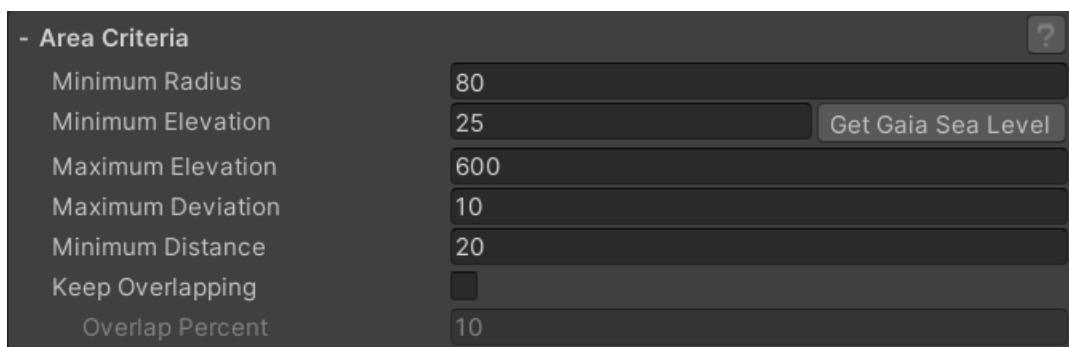 - Area Criteria ?
Minimum Radius 80
Minimum Elevation 25 Get Gaia Sea Level
Maximum Elevation 600
Maximum Deviation 10
Minimum Distance 20
Keep Overlapping
Overlap Percent 10